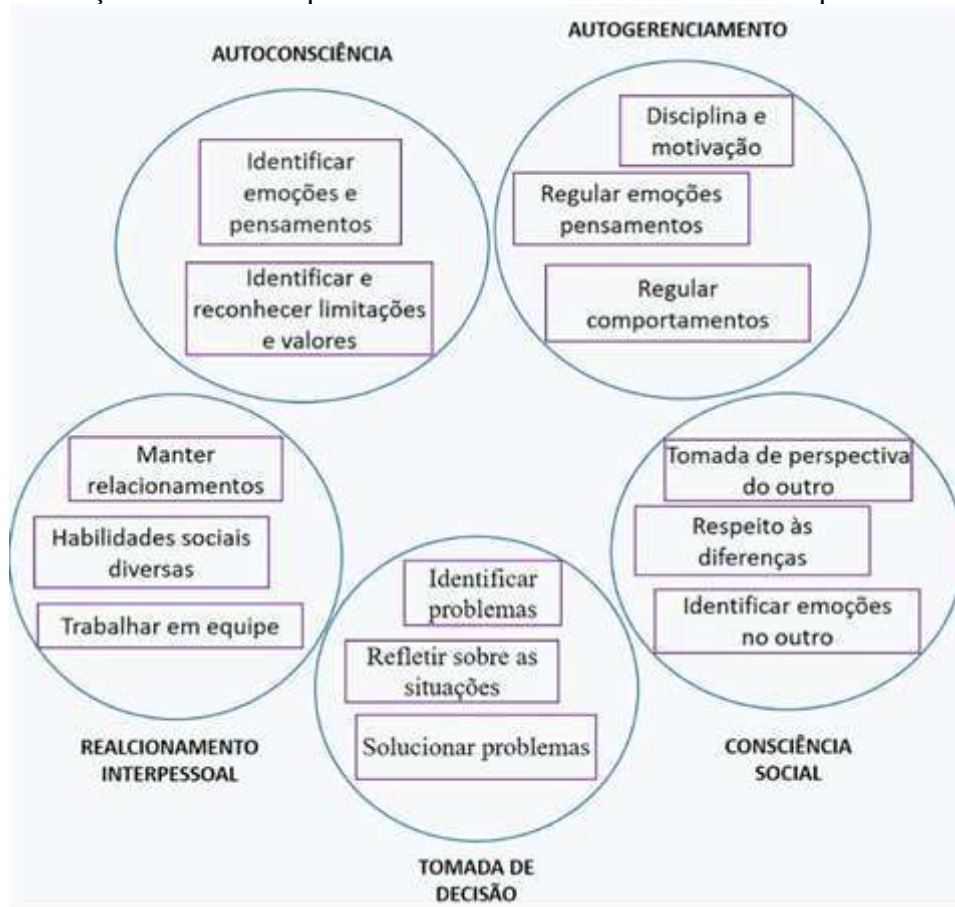 AUTOCONSCIÊNCIA
Identificar
emoções e
pensamentos
Identificar e
reconhecer limitações
e valores
AUTOGERENCIAMENTO
Disciplina e
motivação
Regular emoções
pensamentos
Regular
comportamentos
Manter
relacionamentos
Habilidades sociais
diversas
Trabalhar em equipe
REALCIONAMENTO
INTERPESSOAL
Identificar
problemas
Refletir sobre as
situações
Solucionar problemas
TOMADA DE
DECISÃO
Tomada de perspectiva
do outro
Respeito às
diferenças
Identificar emoções
no outro
CONSCIÊNCIA
SOCIAL